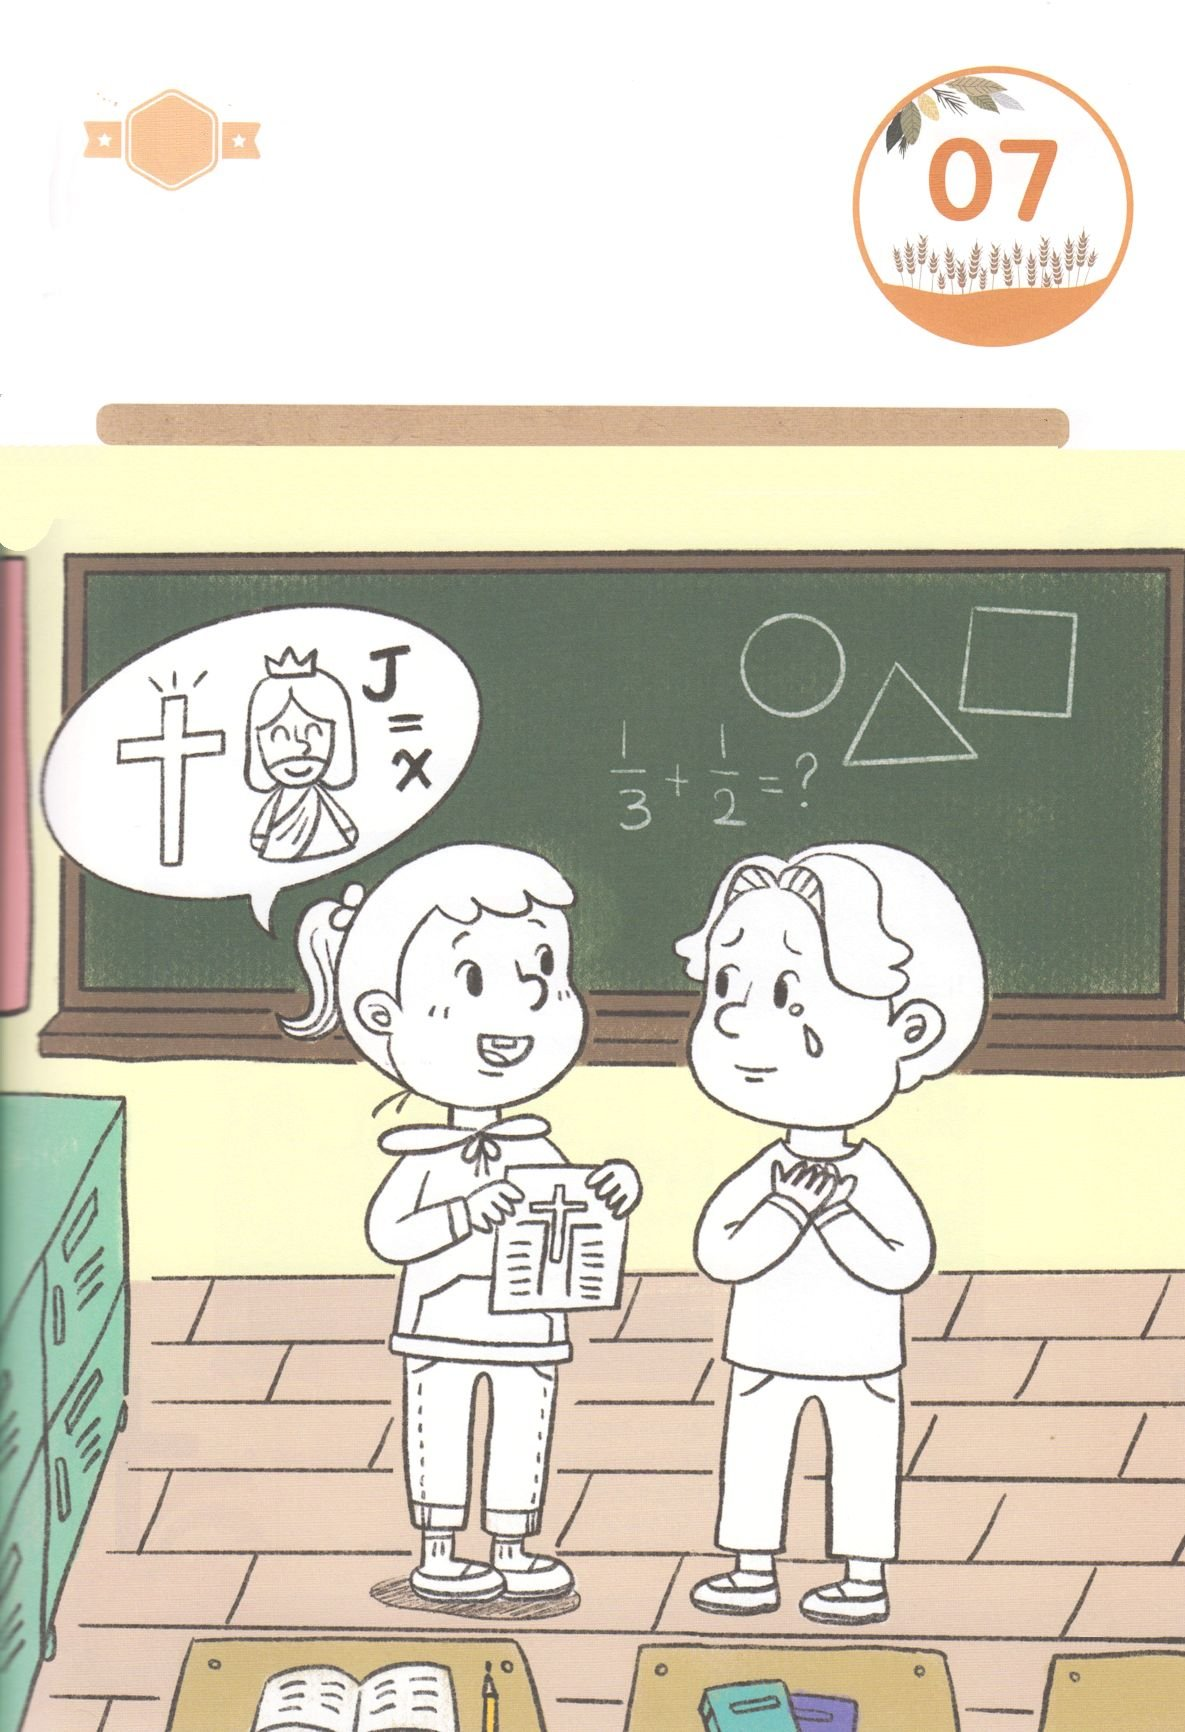 07
J
=
x
1/3 + 1/2 = ?